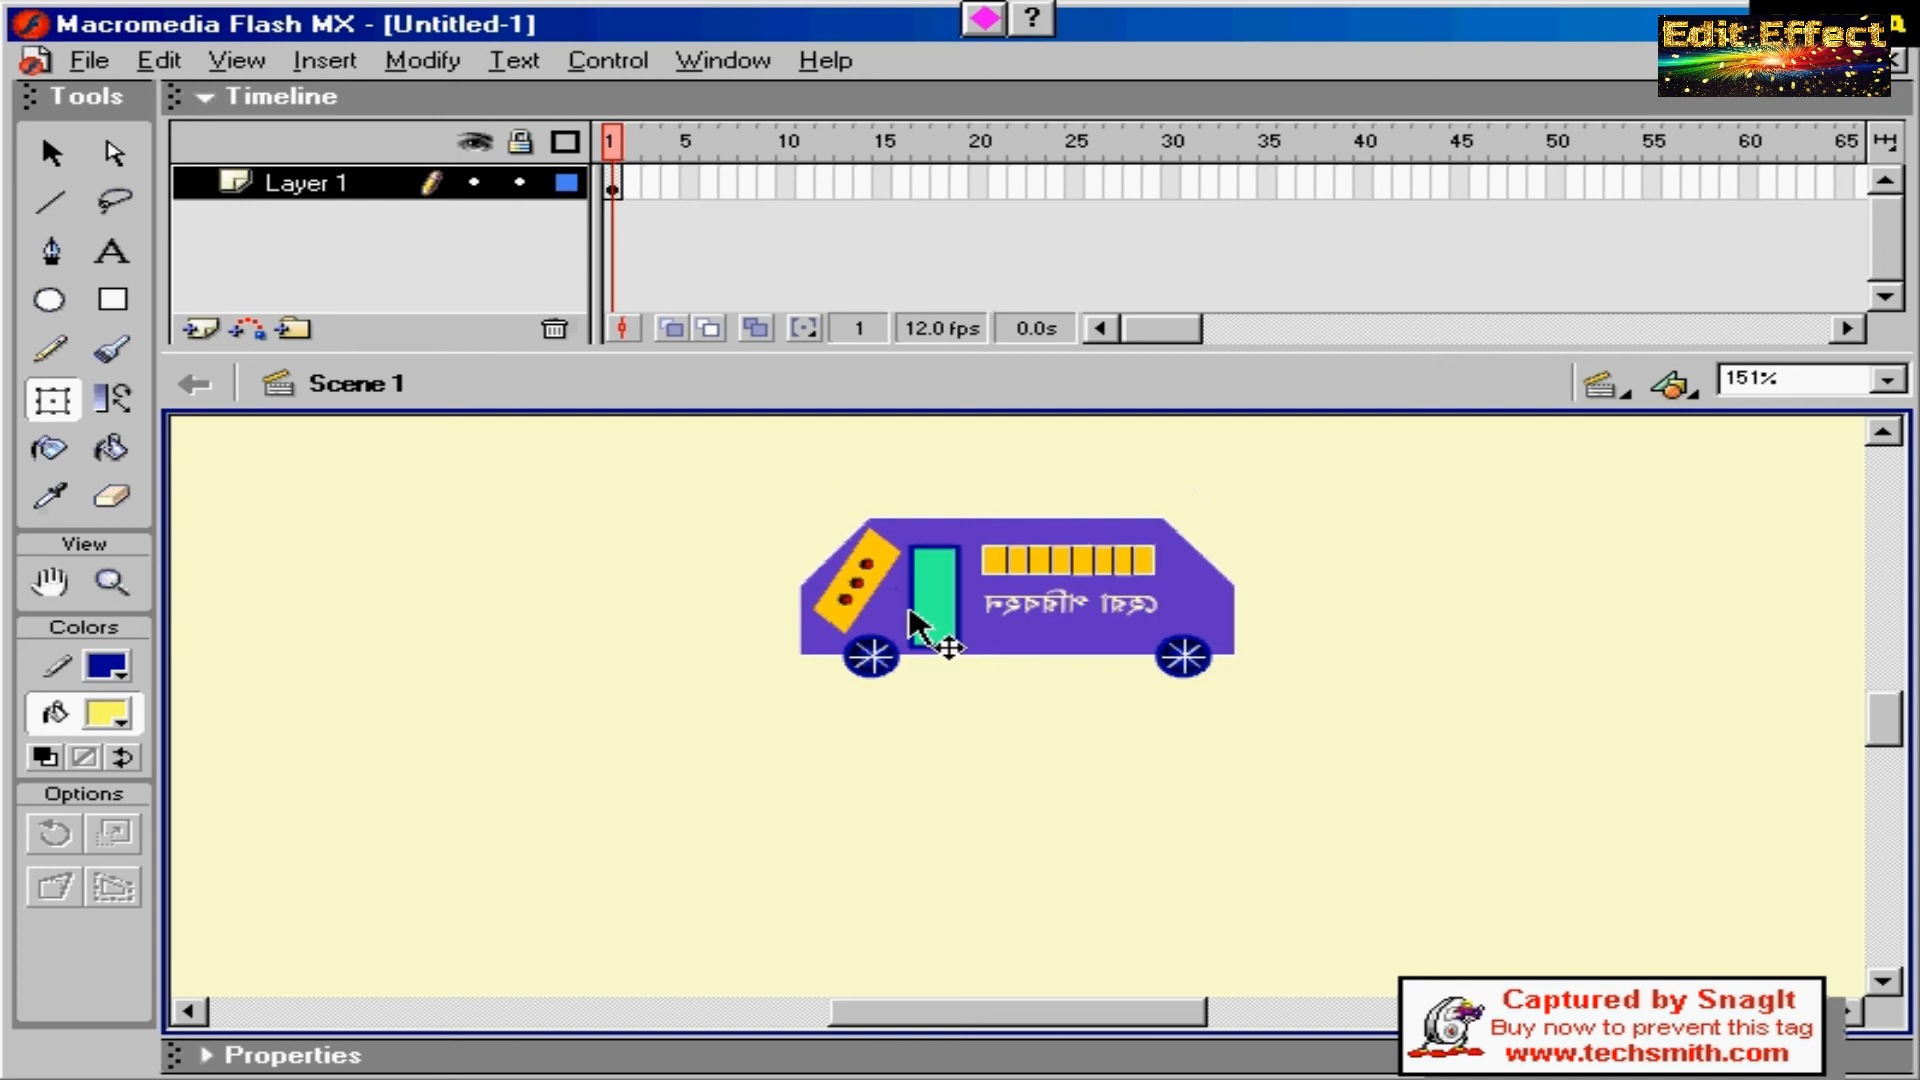 Macromedia Flash MX - [Untitled-1]
?
Edit Effect
File Edit View Insert Modify Text Control Window Help
Tools
Timeline
1 5 10 15 20 25 30 35 40 45 50 55 60 65
Layer 1
1 12.0 fps 0.0s
Scene 1
151%
View
Colors
Options
Captured by SnagIt
Buy now to prevent this tag
www.techsmith.com
Properties